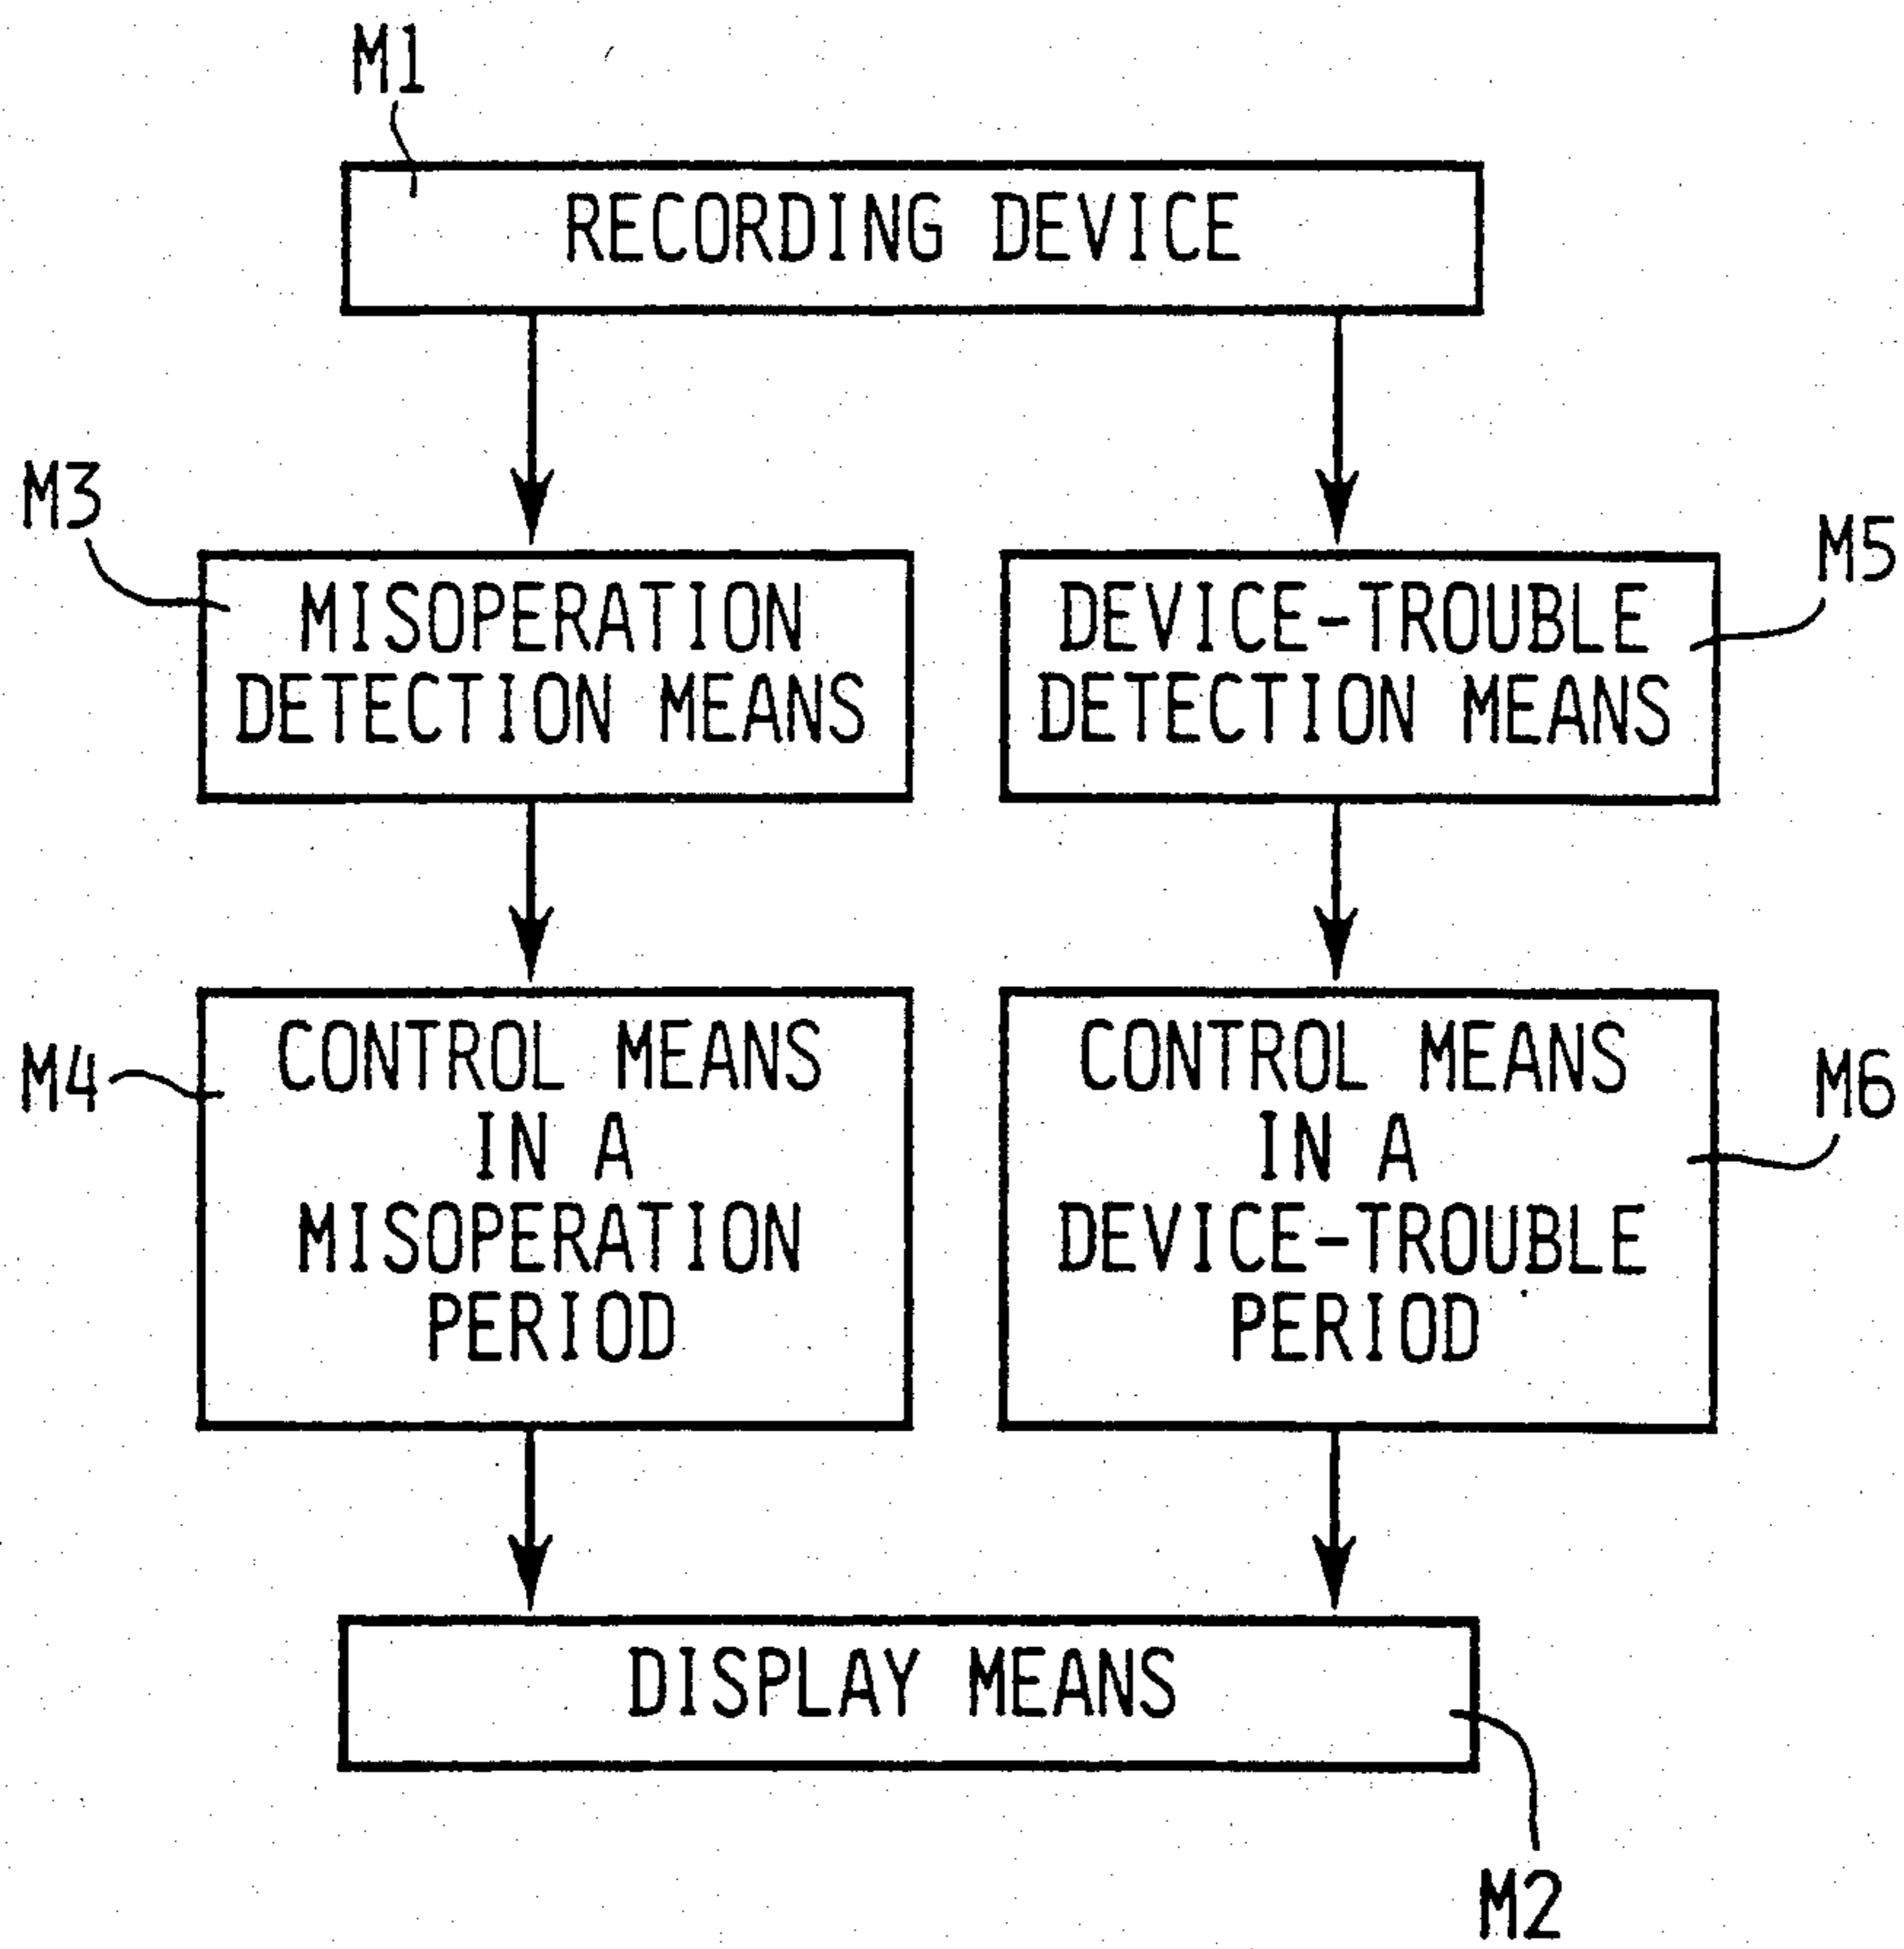 M1
RECORDING DEVICE
M3
MISOPERATION
DETECTION MEANS
M5
DEVICE-TROUBLE
DETECTION MEANS
M4
CONTROL MEANS
IN A
MISOPERATION
PERIOD
M6
CONTROL MEANS
IN A
DEVICE-TROUBLE
PERIOD
DISPLAY MEANS
M2